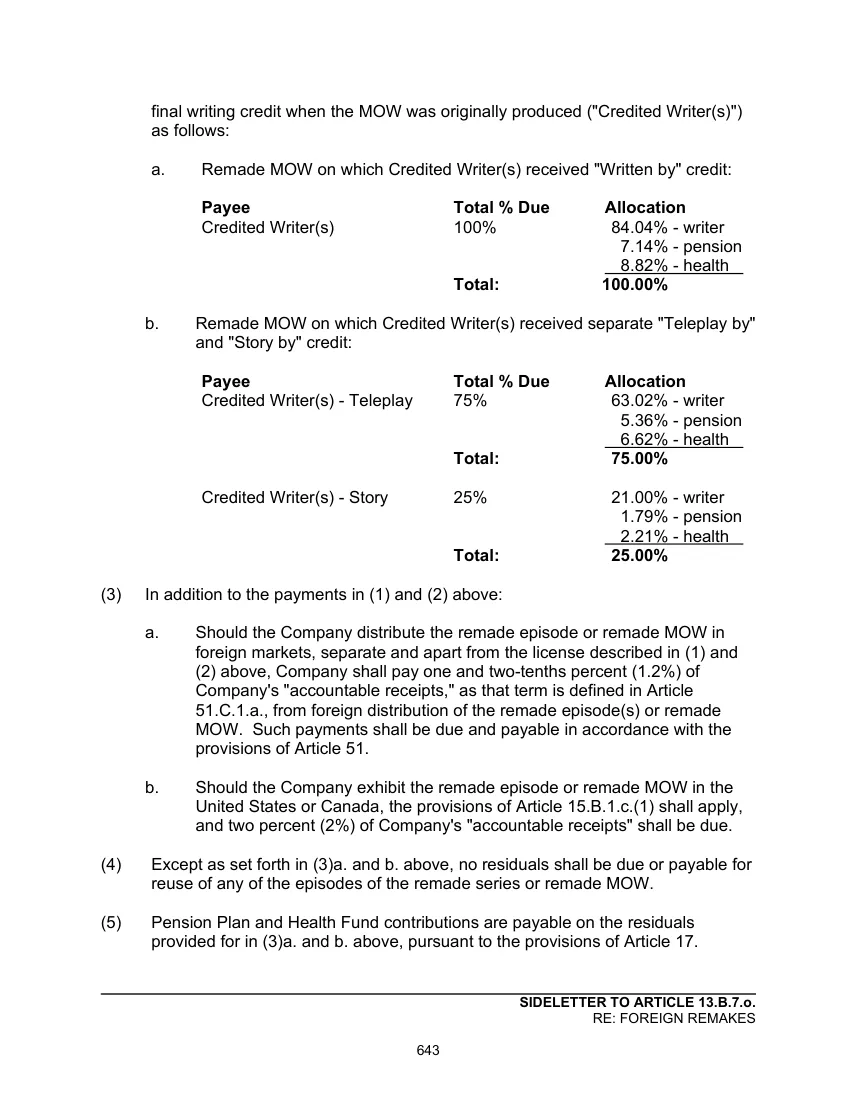 final writing credit when the MOW was originally produced ("Credited Writer(s)")
as follows:
a. Remade MOW on which Credited Writer(s) received "Written by" credit:
Payee Total % Due Allocation
Credited Writer(s) 100% 84.04% - writer
7.14% - pension
8.82% - health
Total: 100.00%
b. Remade MOW on which Credited Writer(s) received separate "Teleplay by"
and "Story by" credit:
Payee Total % Due Allocation
Credited Writer(s) - Teleplay 75% 63.02% - writer
5.36% - pension
6.62% - health
Total: 75.00%
Credited Writer(s) - Story 25% 21.00% - writer
1.79% - pension
2.21% - health
Total: 25.00%
(3) In addition to the payments in (1) and (2) above:
a. Should the Company distribute the remade episode or remade MOW in
foreign markets, separate and apart from the license described in (1) and
(2) above, Company shall pay one and two-tenths percent (1.2%) of
Company's "accountable receipts," as that term is defined in Article
51.C.1.a., from foreign distribution of the remade episode(s) or remade
MOW. Such payments shall be due and payable in accordance with the
provisions of Article 51.
b. Should the Company exhibit the remade episode or remade MOW in the
United States or Canada, the provisions of Article 15.B.1.c.(1) shall apply,
and two percent (2%) of Company's "accountable receipts" shall be due.
(4) Except as set forth in (3)a. and b. above, no residuals shall be due or payable for
reuse of any of the episodes of the remade series or remade MOW.
(5) Pension Plan and Health Fund contributions are payable on the residuals
provided for in (3)a. and b. above, pursuant to the provisions of Article 17.
SIDELETTER TO ARTICLE 13.B.7.o.
RE: FOREIGN REMAKES
643